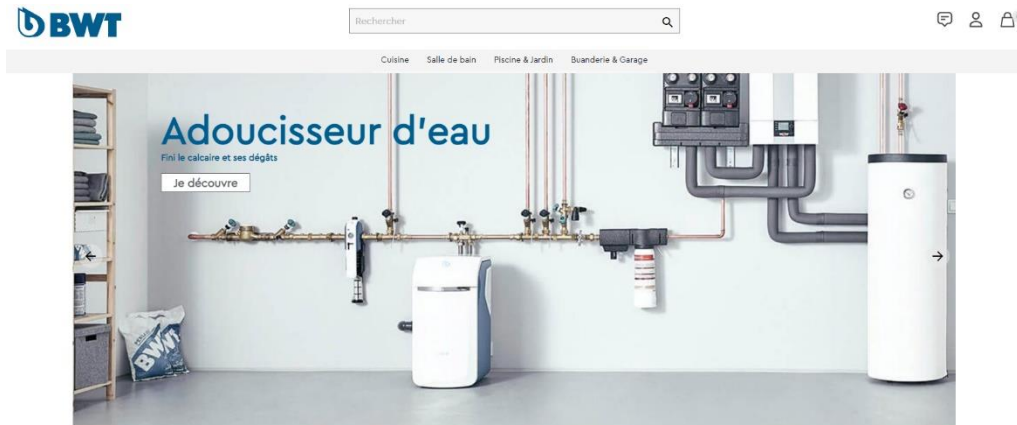 BWT
Rechercher
Cuisine Salle de bain Piscine & Jardin Buanderie & Garage
Adoucisseur d'eau
Fini le calcaire et ses dégâts
Je découvre
BWT